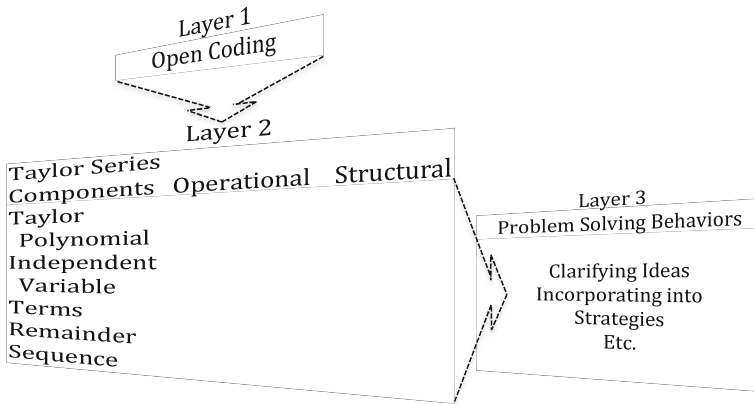 Layer 1
Open Coding
Layer 2
Taylor Series
Components Operational Structural
Taylor
Polynomial
Independent
Variable
Terms
Remainder
Sequence
Layer 3
Problem Solving Behaviors
Clarifying Ideas
Incorporating into
Strategies
Etc.